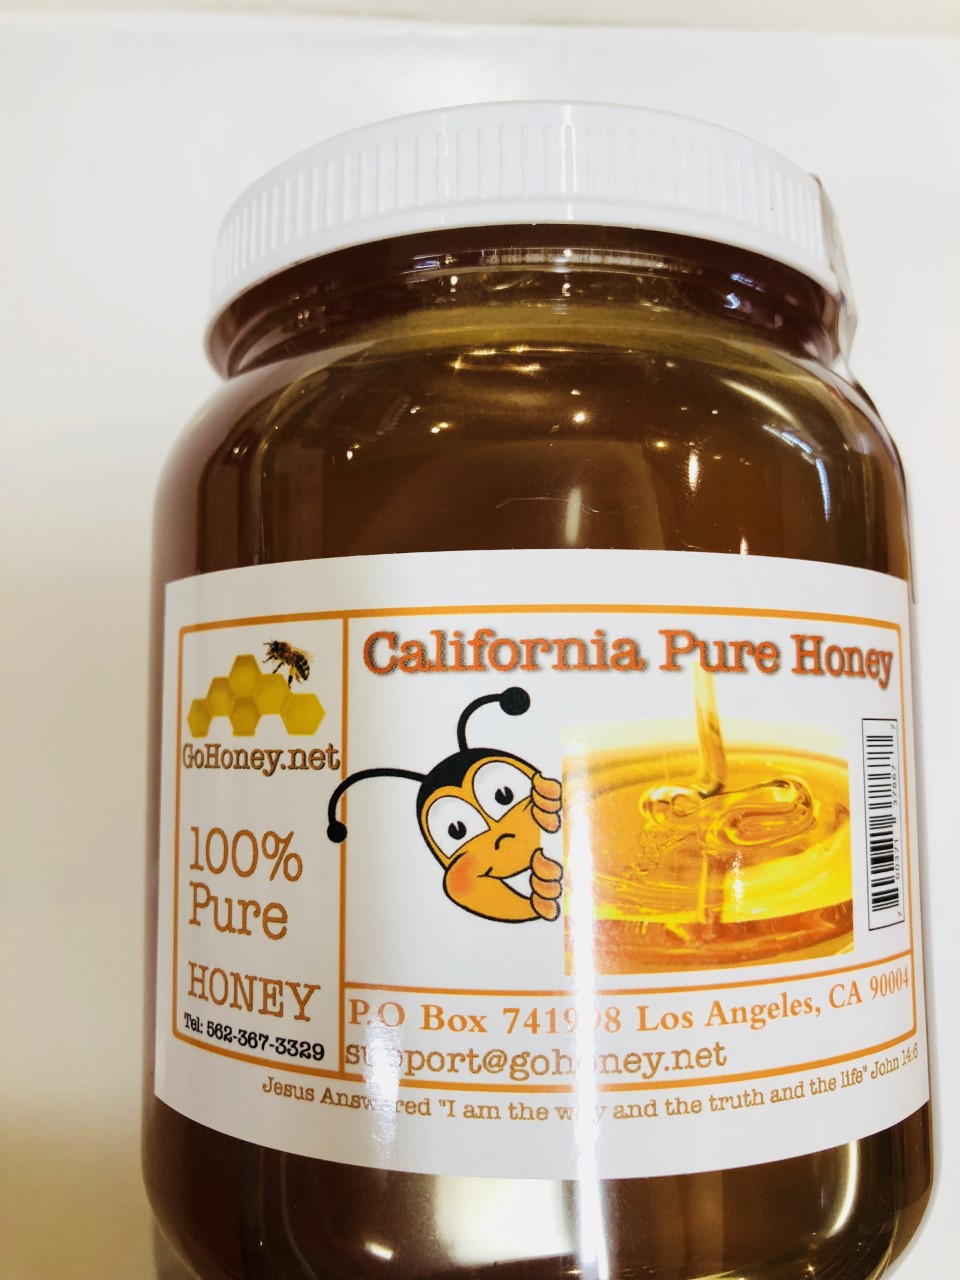 California Pure Honey
GoHoney.net
100%
Pure
HONEY
Tel: 562-367-3329
P.O Box Los Angeles, CA 90004
support@gohoney.net
Jesus Answered "I am the way and the truth and the life" John 14:6